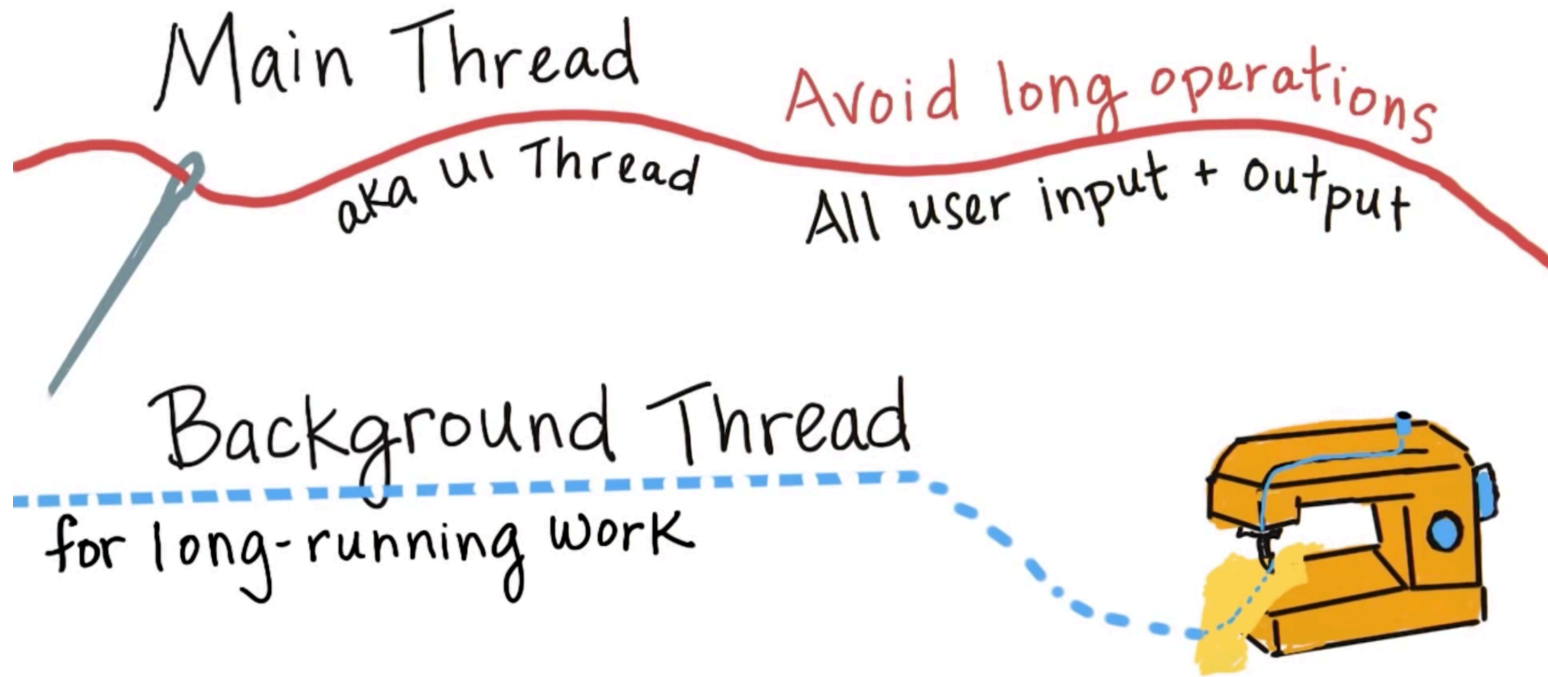 Main Thread
Avoid long operations
aka UI Thread
All user input + output
Background Thread
for long-running work